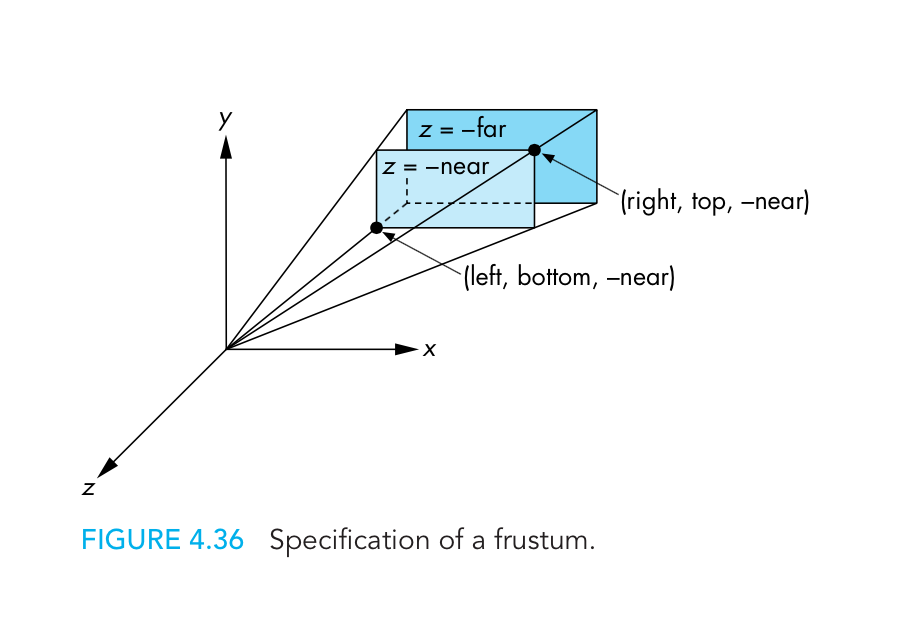 y
z = –far
z = –near
(right, top, –near)
(left, bottom, –near)
x
z
FIGURE 4.36 Specification of a frustum.